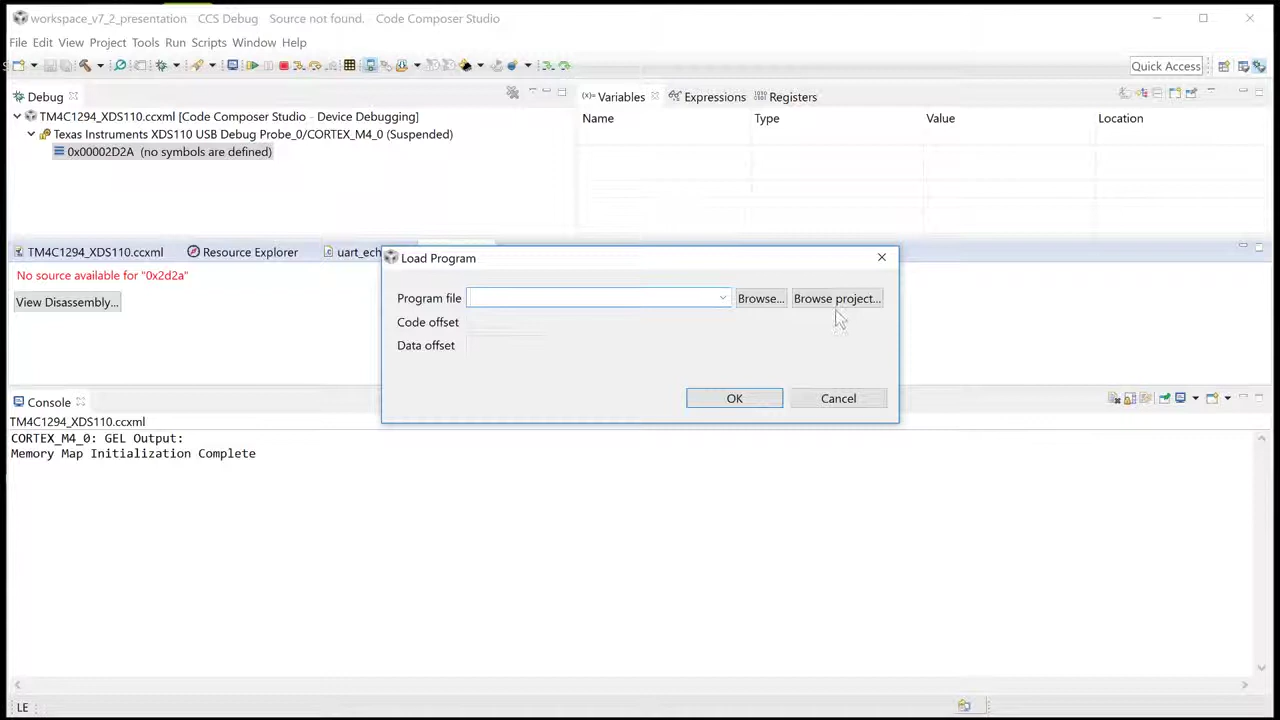 workspace_v7_2_presentation CCS Debug Source not found. Code Composer Studio
File Edit View Project Tools Run Scripts Window Help
Quick Access
Debug
Variables Expressions Registers
TM4C1294_XDS110.ccxml [Code Composer Studio - Device Debugging]
Name Type Value Location
Texas Instruments XDS110 USB Debug Probe_0/CORTEX_M4_0 (Suspended)
0x00002D2A (no symbols are defined)
TM4C1294_XDS110.ccxml Resource Explorer uart_ech
No source available for "0x2d2a"
View Disassembly...
Load Program
Program file Browse... Browse project...
Code offset
Data offset
OK Cancel
Console
TM4C1294_XDS110.ccxml
CORTEX_M4_0: GEL Output:
Memory Map Initialization Complete
LE